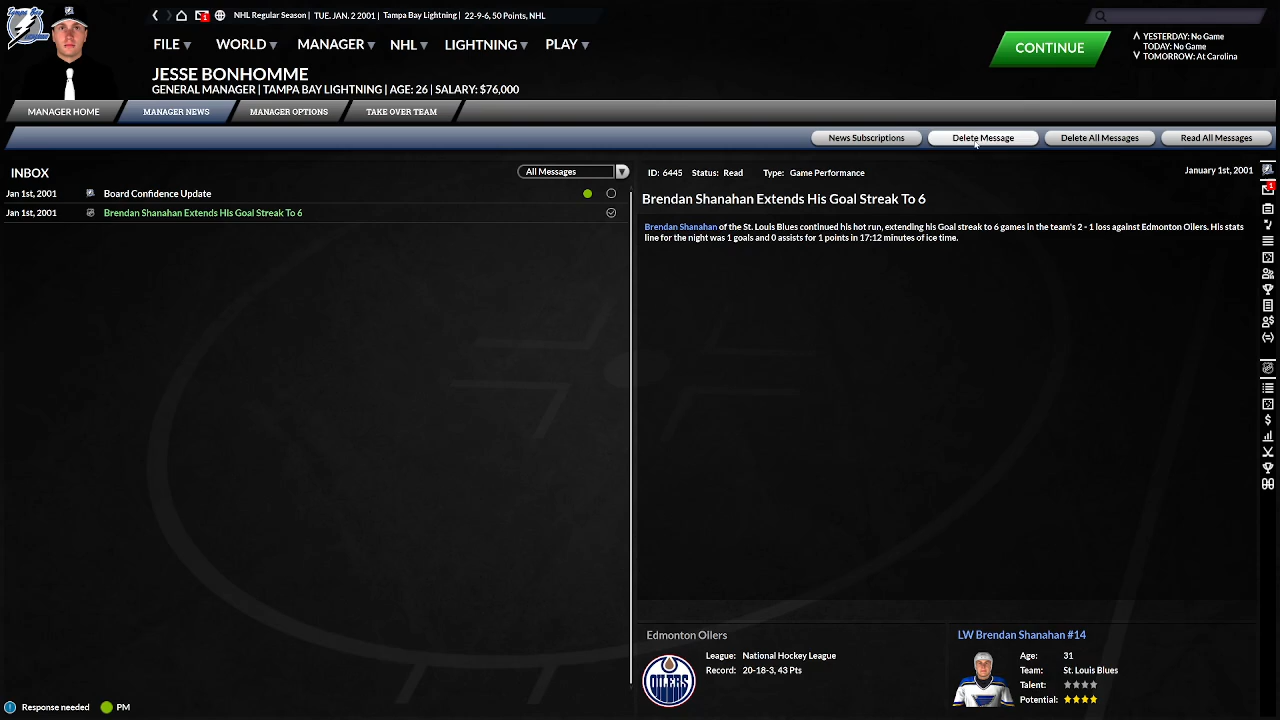 NHL Regular Season | TUE. JAN. 2 2001 | Tampa Bay Lightning | 22-9-6, 50 Points, NHL
1
FILE WORLD MANAGER NHL LIGHTNING PLAY
CONTINUE
YESTERDAY: No Game
TODAY: No Game
TOMORROW: At Carolina
JESSE BONHOMME
GENERAL MANAGER | TAMPA BAY LIGHTNING | AGE: 26 | SALARY: $76,000
MANAGER HOME MANAGER NEWS MANAGER OPTIONS TAKE OVER TEAM
News Subscriptions Delete Message Delete All Messages Read All Messages
INBOX
All Messages
Jan 1st, 2001 Board Confidence Update
Jan 1st, 2001 Brendan Shanahan Extends His Goal Streak To 6
ID: 6445 Status: Read Type: Game Performance January 1st, 2001
1
Brendan Shanahan Extends His Goal Streak To 6
Brendan Shanahan of the St. Louis Blues continued his hot run, extending his Goal streak to 6 games in the team's 2 - 1 loss against Edmonton Oilers. His stats
line for the night was 1 goals and 0 assists for 1 points in 17:12 minutes of ice time.
Edmonton Oilers
League: National Hockey League
Record: 20-18-3, 43 Pts
OILERS
LW Brendan Shanahan #14
Age: 31
Team: St. Louis Blues
Talent:
Potential:
Response needed PM